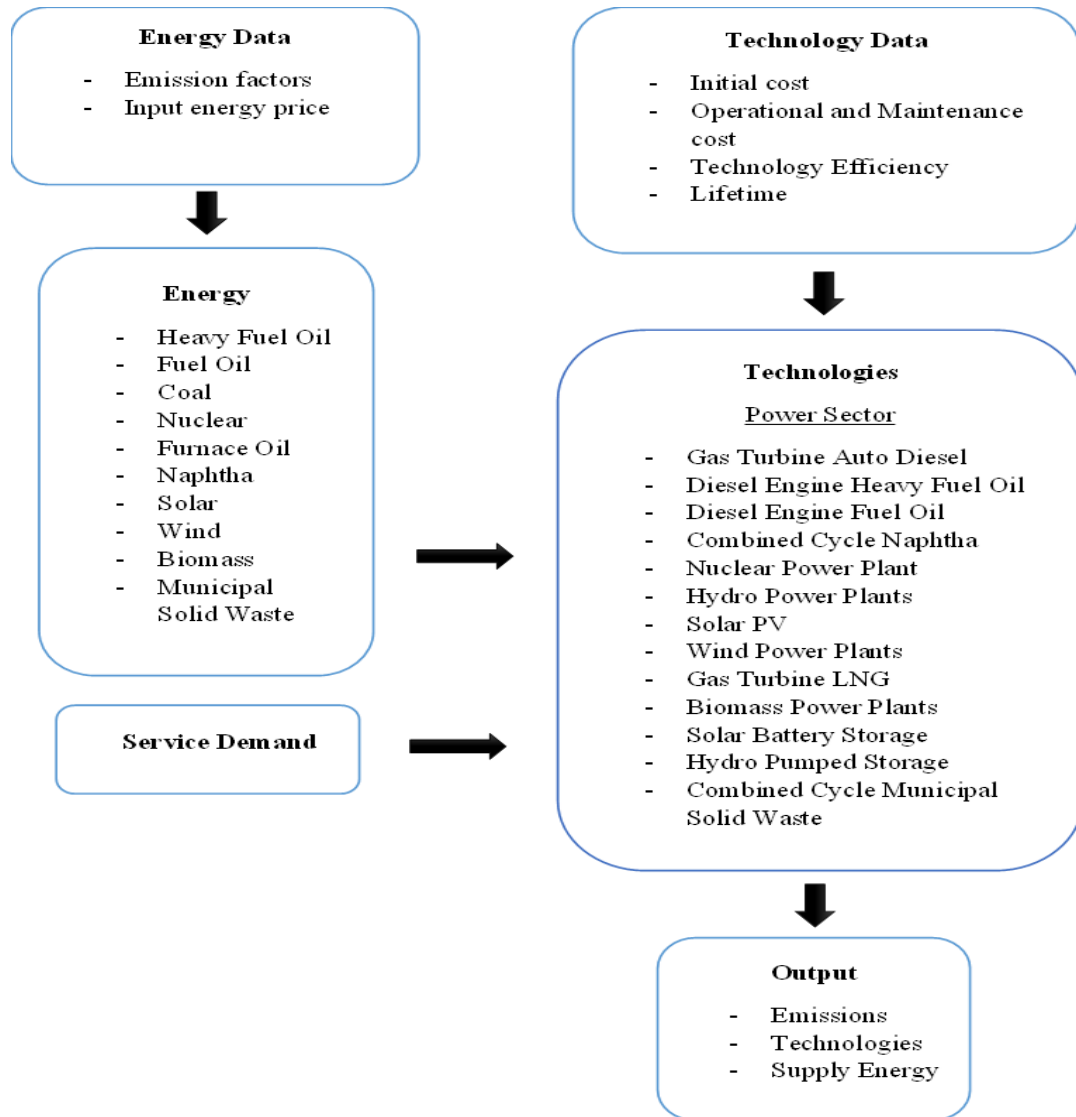 Energy Data
- Emission factors
- Input energy price
Technology Data
- Initial cost
- Operational and Maintenance
cost
- Technology Efficiency
- Lifetime
Energy
- Heavy Fuel Oil
- Fuel Oil
- Coal
- Nuclear
- Furnace Oil
- Naphtha
- Solar
- Wind
- Biomass
- Municipal
Solid Waste
Service Demand
Technologies
Power Sector
- Gas Turbine Auto Diesel
- Diesel Engine Heavy Fuel Oil
- Diesel Engine Fuel Oil
- Combined Cycle Naphtha
- Nuclear Power Plant
- Hydro Power Plants
- Solar PV
- Wind Power Plants
- Gas Turbine LNG
- Biomass Power Plants
- Solar Battery Storage
- Hydro Pumped Storage
- Combined Cycle Municipal
Solid Waste
Output
- Emissions
- Technologies
- Supply Energy